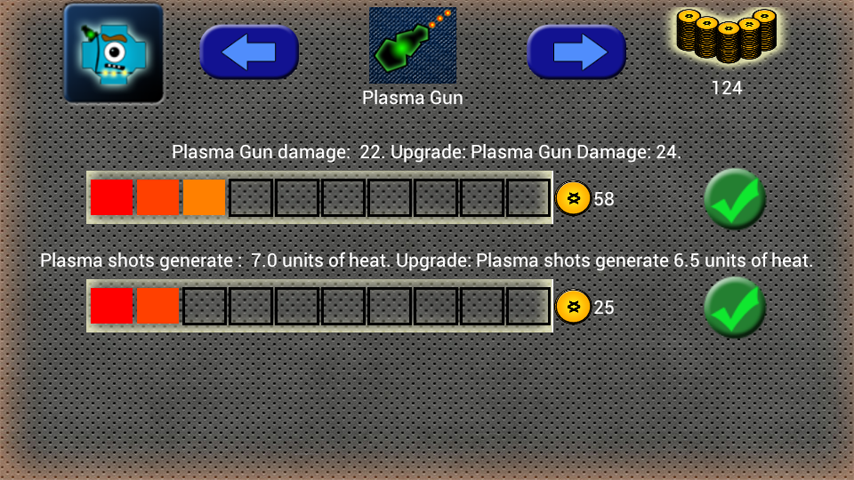 Plasma Gun
124
Plasma Gun damage:  22. Upgrade: Plasma Gun Damage: 24.
58
Plasma shots generate :  7.0 units of heat. Upgrade: Plasma shots generate 6.5 units of heat.
25